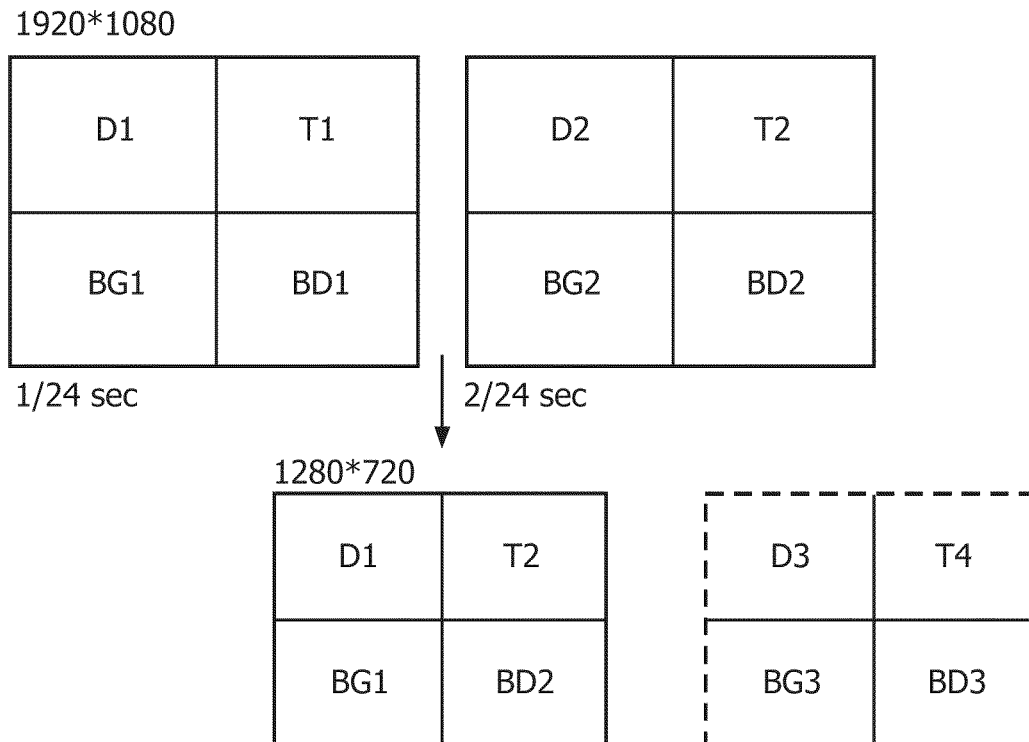 1920*1080
D1 T1 D2 T2
BG1 BD1 BG2 BD2
1/24 sec 2/24 sec
1280*720
D1 T2 D3 T4
BG1 BD2 BG3 BD3